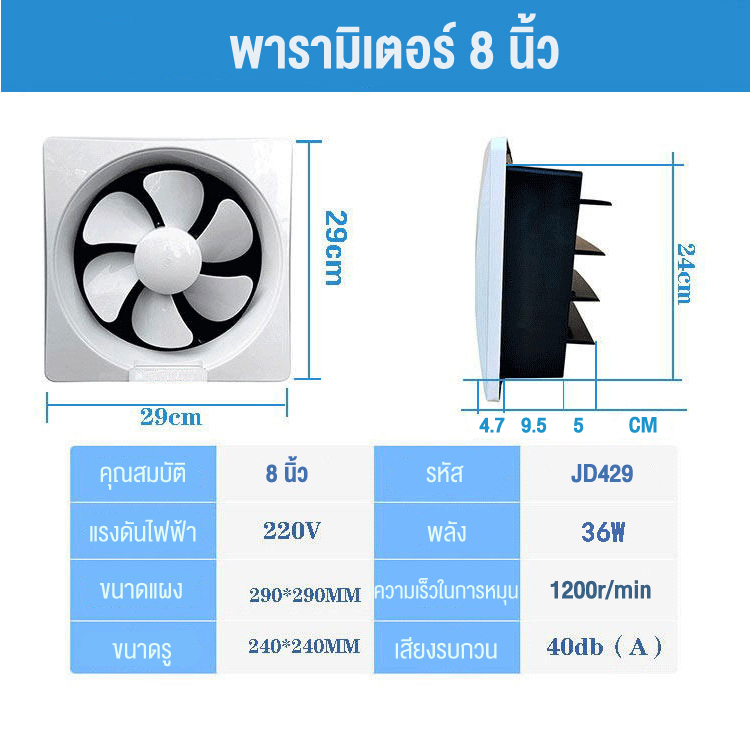 พารามิเตอร์ 8 นิ้ว
29cm
24cm
29cm
4.7 9.5 5 CM
คุณสมบัติ 8 นิ้ว รหัส JD429
แรงดันไฟฟ้า 220V พลัง 36W
ขนาดแผง 290*290MM ความเร็วในการหมุน 1200r/min
ขนาดรู 240*240MM เสียงรบกวน 40db（A）